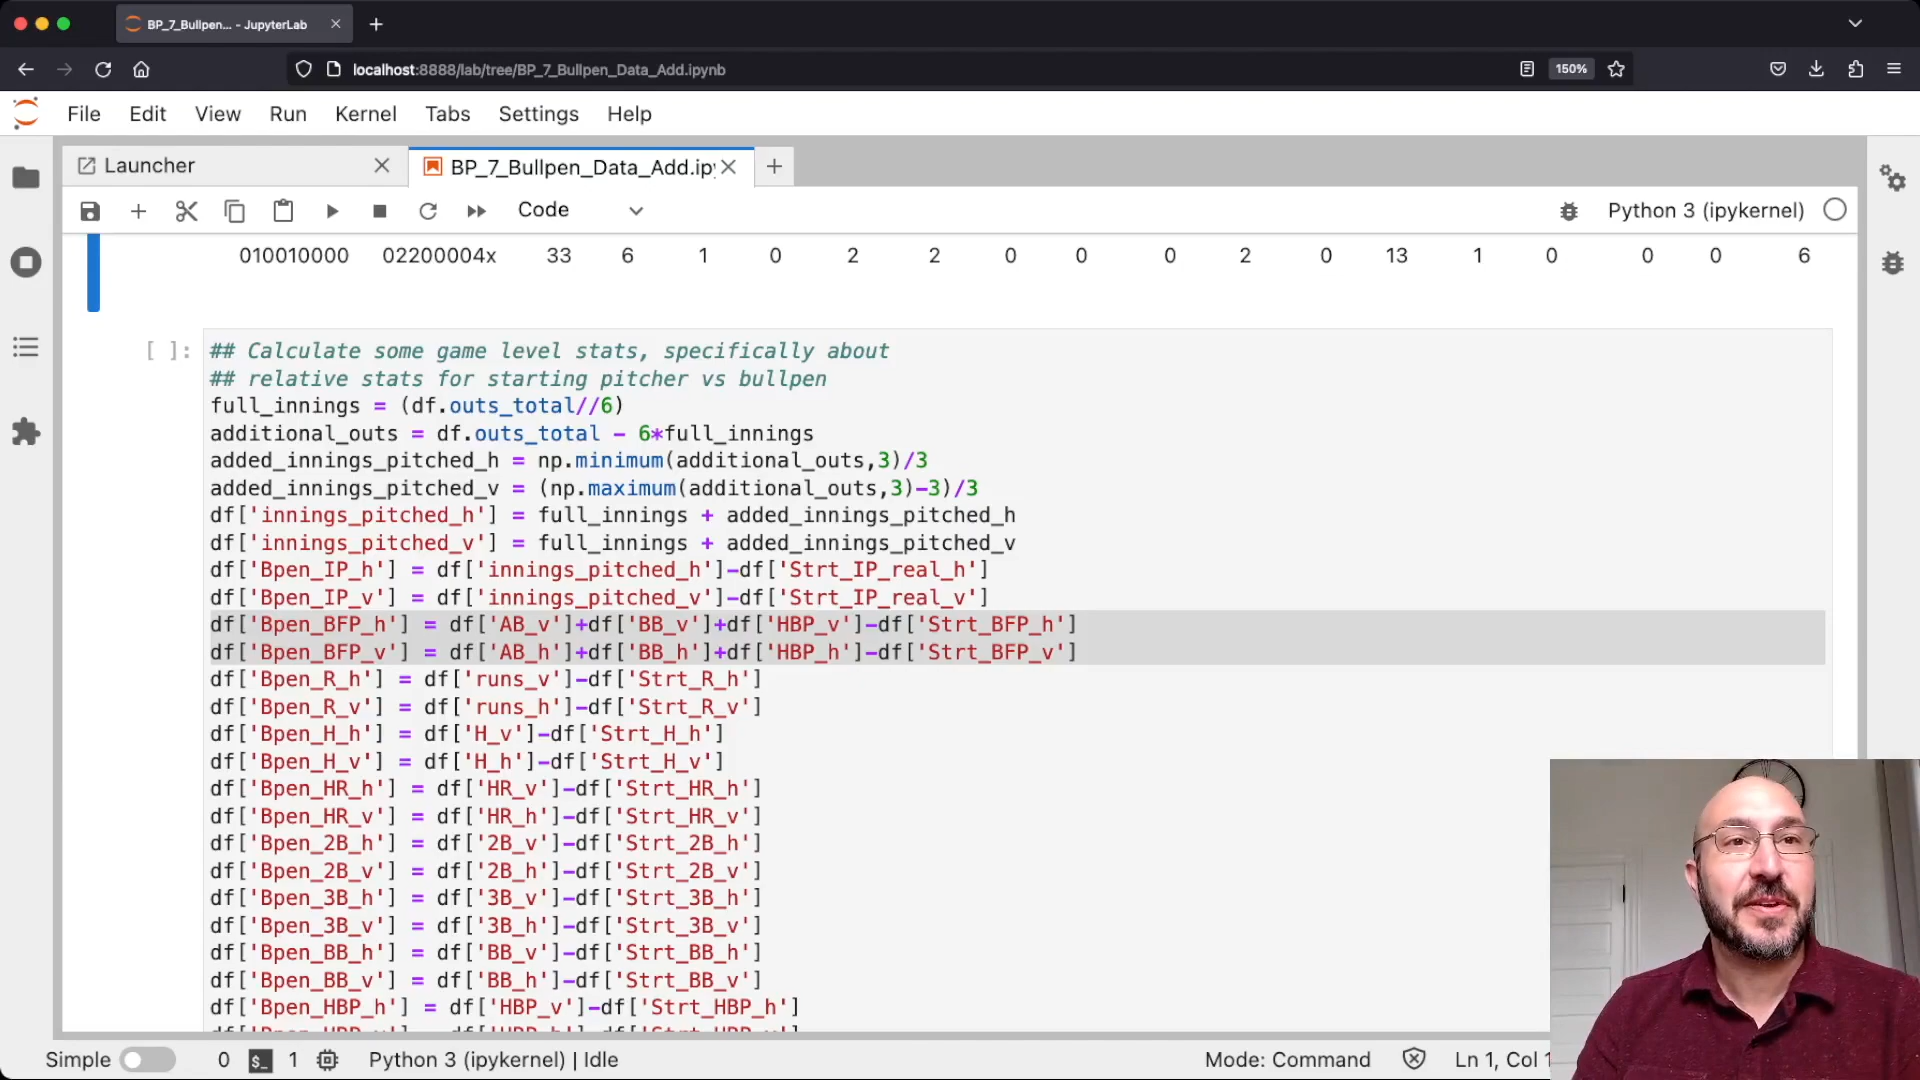 BP_7_Bullpen... - JupyterLab
localhost:8888/lab/tree/BP_7_Bullpen_Data_Add.ipynb
150%
File Edit View Run Kernel Tabs Settings Help
Launcher
BP_7_Bullpen_Data_Add.ip
Code
Python 3 (ipykernel)
010010000 02200004x 33 6 1 0 2 2 0 0 0 2 0 13 1 0 0 0 6
[ ]:
## Calculate some game level stats, specifically about
## relative stats for starting pitcher vs bullpen
full_innings = (df.outs_total//6)
additional_outs = df.outs_total - 6*full_innings
added_innings_pitched_h = np.minimum(additional_outs,3)/3
added_innings_pitched_v = (np.maximum(additional_outs,3)-3)/3
df['innings_pitched_h'] = full_innings + added_innings_pitched_h
df['innings_pitched_v'] = full_innings + added_innings_pitched_v
df['Bpen_IP_h'] = df['innings_pitched_h']-df['Strt_IP_real_h']
df['Bpen_IP_v'] = df['innings_pitched_v']-df['Strt_IP_real_v']
df['Bpen_BFP_h'] = df['AB_v']+df['BB_v']+df['HBP_v']-df['Strt_BFP_h']
df['Bpen_BFP_v'] = df['AB_h']+df['BB_h']+df['HBP_h']-df['Strt_BFP_v']
df['Bpen_R_h'] = df['runs_v']-df['Strt_R_h']
df['Bpen_R_v'] = df['runs_h']-df['Strt_R_v']
df['Bpen_H_h'] = df['H_v']-df['Strt_H_h']
df['Bpen_H_v'] = df['H_h']-df['Strt_H_v']
df['Bpen_HR_h'] = df['HR_v']-df['Strt_HR_h']
df['Bpen_HR_v'] = df['HR_h']-df['Strt_HR_v']
df['Bpen_2B_h'] = df['2B_v']-df['Strt_2B_h']
df['Bpen_2B_v'] = df['2B_h']-df['Strt_2B_v']
df['Bpen_3B_h'] = df['3B_v']-df['Strt_3B_h']
df['Bpen_3B_v'] = df['3B_h']-df['Strt_3B_v']
df['Bpen_BB_h'] = df['BB_v']-df['Strt_BB_h']
df['Bpen_BB_v'] = df['BB_h']-df['Strt_BB_v']
df['Bpen_HBP_h'] = df['HBP_v']-df['Strt_HBP_h']
Simple 0 1 Python 3 (ipykernel) | Idle Mode: Command Ln 1, Col